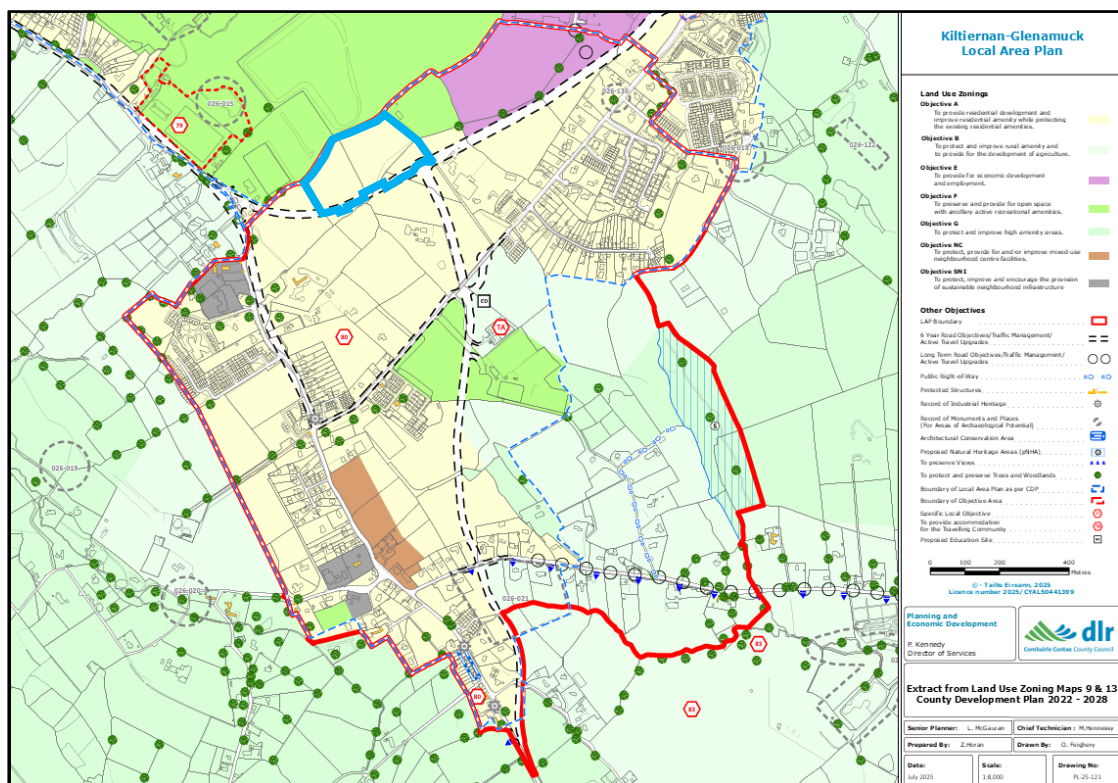 026-015
79
026-135
026-018
026-122
ED
TA
80
6
026-019
026-020
026-021
83
80
83
Kiltiernan-Glenamuck
Local Area Plan
Land Use Zonings
Objective A
To provide residential development and
improve residential amenity while protecting
the existing residential amenities.
Objective B
To protect and improve rural amenity and
to provide for the development of agriculture.
Objective E
To provide for economic development
and employment.
Objective F
To preserve and provide for open space
with ancillary active recreational amenities.
Objective G
To protect and improve high amenity areas.
Objective NC
To protect, provide for and-or improve mixed-use
neighbourhood centre facilities.
Objective SNI
To protect, improve and encourage the provision
of sustainable neighbourhood infrastructure
Other Objectives
LAP Boundary
6 Year Road Objectives/Traffic Management/
Active Travel Upgrades
Long Term Road Objectives/Traffic Management/
Active Travel Upgrades
Public Right-of-Way
Protected Structures
Record of Industrial Heritage
Record of Monuments and Places
(For Areas of Archaeological Potential)
Architectural Conservation Area
Proposed Natural Heritage Areas (pNHA)
To preserve Views
To protect and preserve Trees and Woodlands
Boundary of Local Area Plan as per CDP
Boundary of Objective Area
Specific Local Objective
To provide accommodation
for the Travelling Community
Proposed Education Site
0 200 400
Metres
© - Tailte Éireann, 2025
Licence number 2025/CYAL50441399
Planning and
Economic Development
P. Kennedy
Director of Services
dlr
Comhairle Contae County Council
Extract from Land Use Zoning Maps 9 & 13
County Development Plan 2022 - 2028
Senior Planner: L. McGauran Chief Technician : M.Hennessy
Prepared By: Z.Horan Drawn By: O. Feighery
Date: Scale: Drawing No:
July 2025 1:8,000 PL-25-121